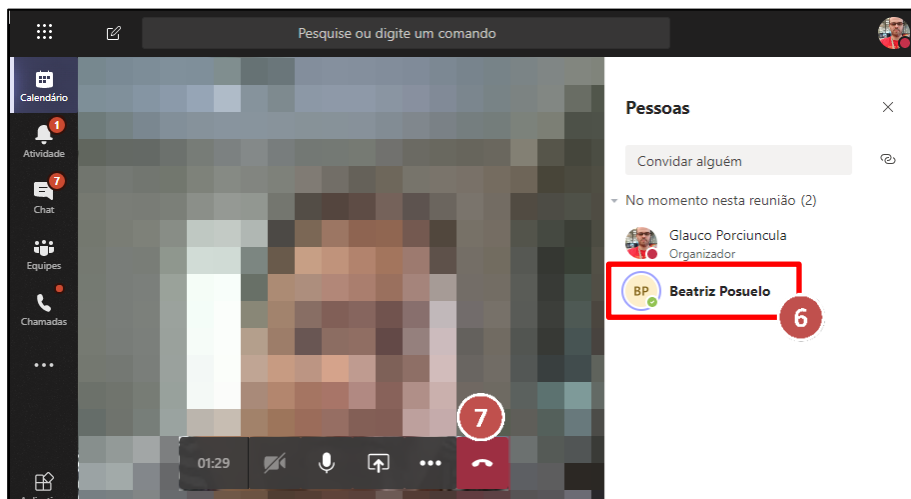 Pesquise ou digite um comando
Calendário
1
Atividade
7
Chat
Equipes
Chamadas
Pessoas
Convidar alguém
No momento nesta reunião (2)
Glauco Porciuncula
Organizador
BP
Beatriz Posuelo
6
7
01:29